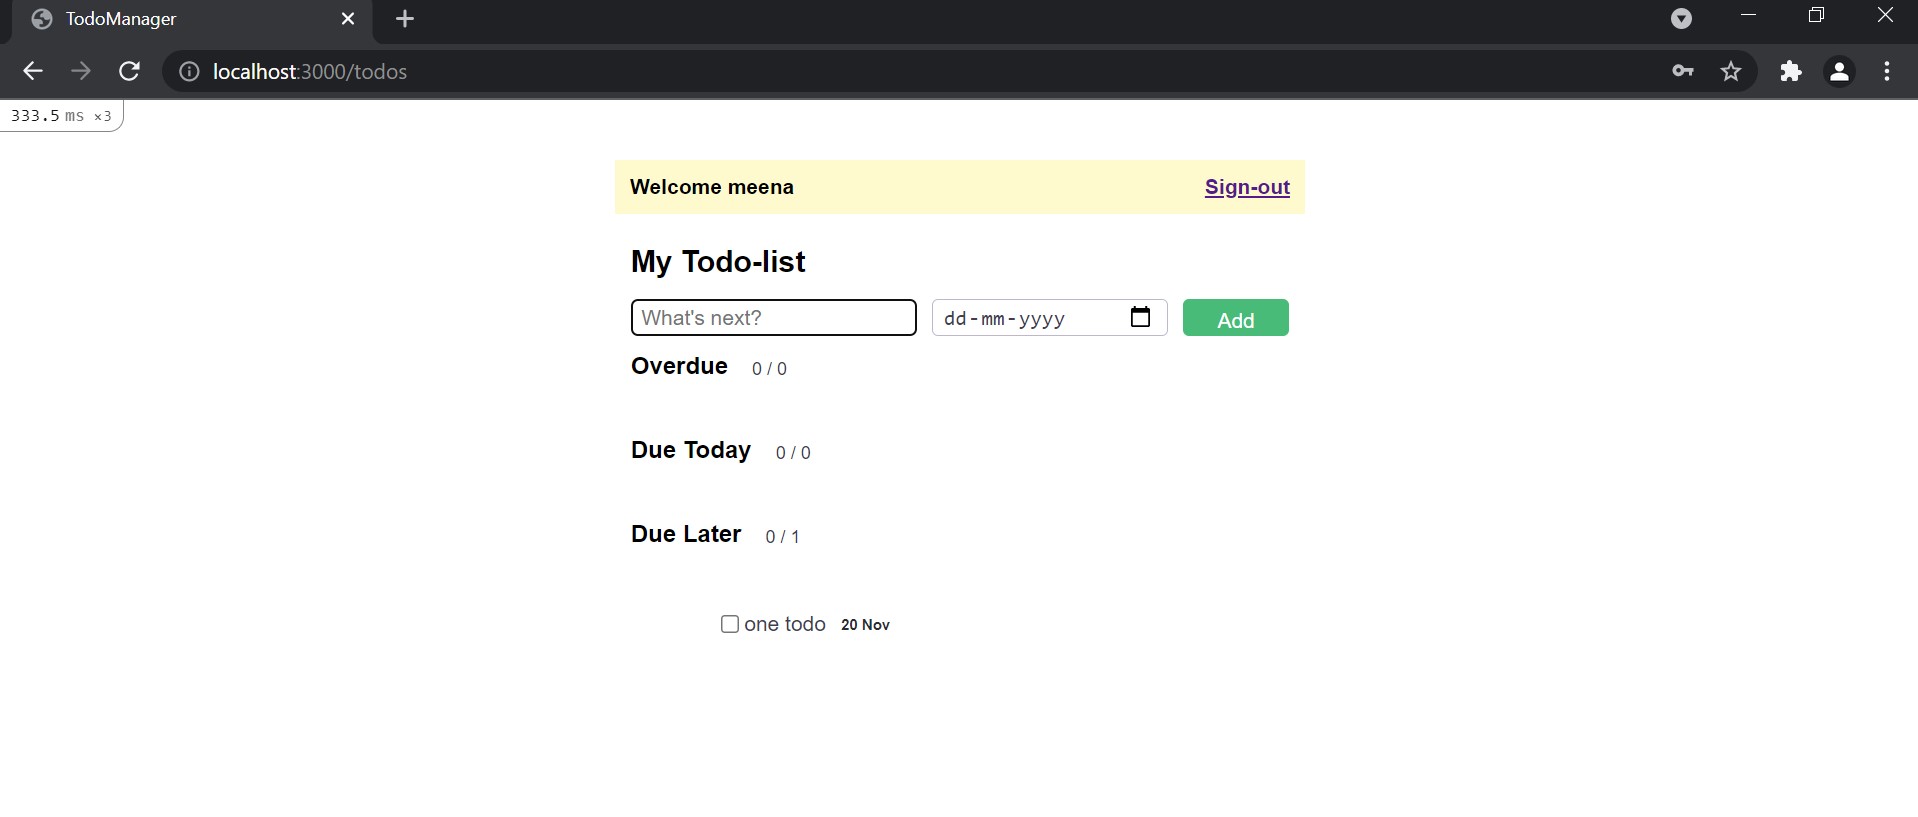 TodoManager
localhost:3000/todos
333.5 ms ×3
Welcome meena Sign-out
My Todo-list
What's next? dd-mm-yyyy Add
Overdue 0 / 0
Due Today 0 / 0
Due Later 0 / 1
one todo 20 Nov